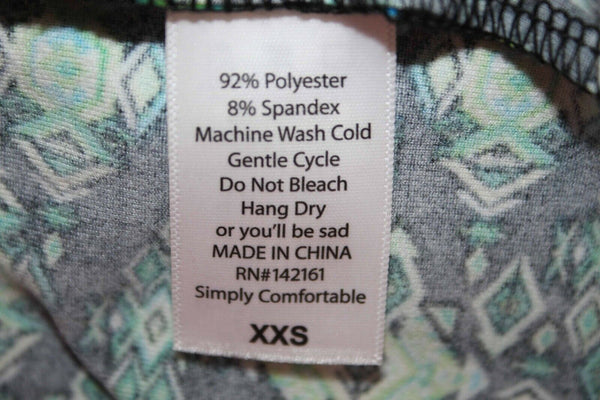 92% Polyester
8% Spandex
Machine Wash Cold
Gentle Cycle
Do Not Bleach
Hang Dry
or you'll be sad
MADE IN CHINA
RN#142161
Simply Comfortable
XXS